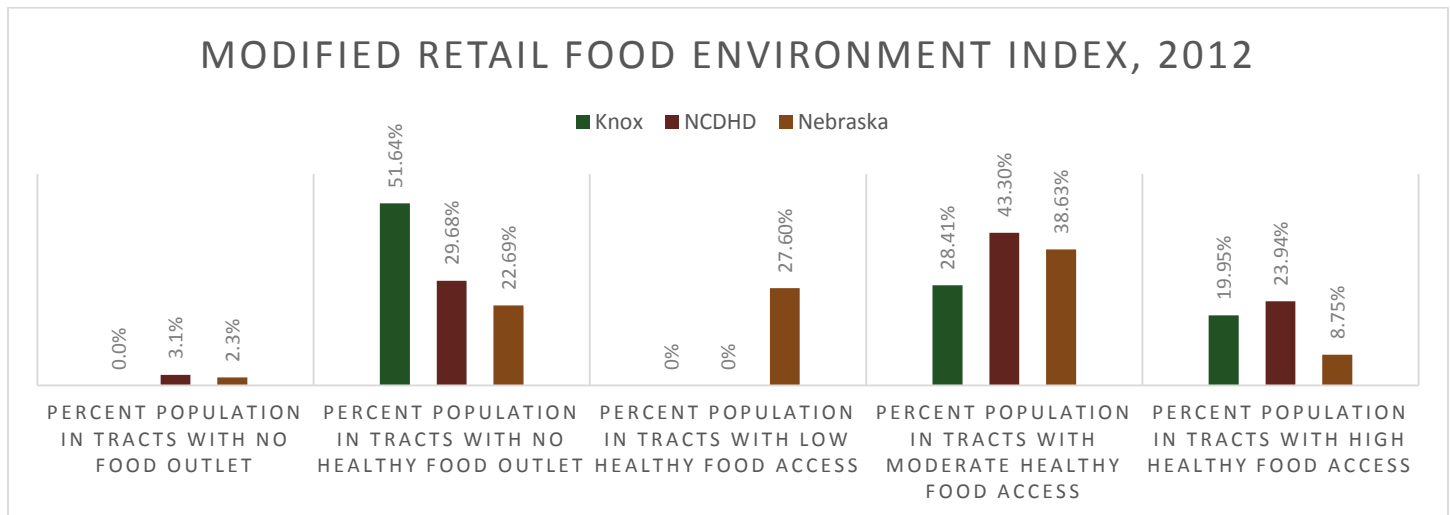 MODIFIED RETAIL FOOD ENVIRONMENT INDEX, 2012
Knox NCDHD Nebraska
0.0%
3.1%
2.3%
51.64%
29.68%
22.69%
0%
0%
27.60%
28.41%
43.30%
38.63%
19.95%
23.94%
8.75%
PERCENT POPULATION
IN TRACTS WITH NO
FOOD OUTLET
PERCENT POPULATION
IN TRACTS WITH NO
HEALTHY FOOD OUTLET
PERCENT POPULATION
IN TRACTS WITH LOW
HEALTHY FOOD ACCESS
PERCENT POPULATION
IN TRACTS WITH
MODERATE HEALTHY
FOOD ACCESS
PERCENT POPULATION
IN TRACTS WITH HIGH
HEALTHY FOOD ACCESS